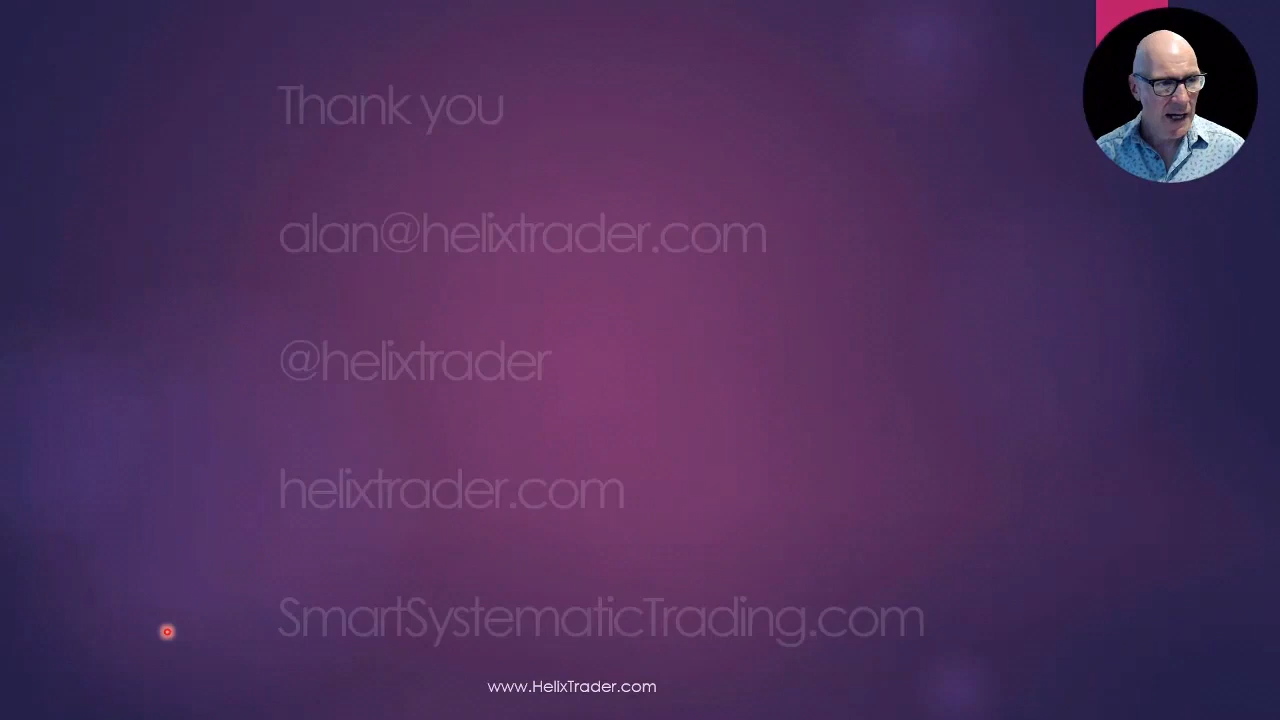 Thank you
alan@helixtrader.com
@helixtrader
helixtrader.com
SmartSystematicTrading.com
www.HelixTrader.com